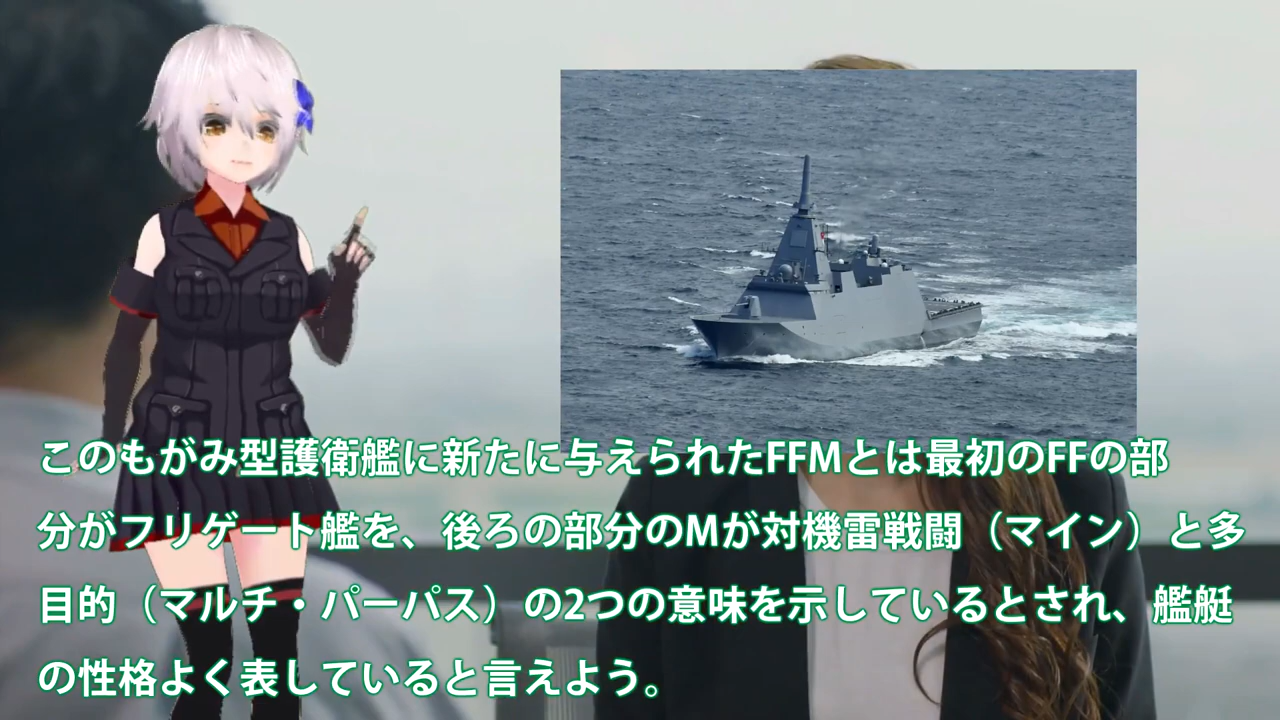 このもがみ型護衛艦に新たに与えられたFFMとは最初のFFの部
分がフリゲート艦を、後ろの部分のMが対機雷戦闘（マイン）と多
目的（マルチ・パーパス）の2つの意味を示しているとされ、艦艇
の性格よく表していると言えよう。